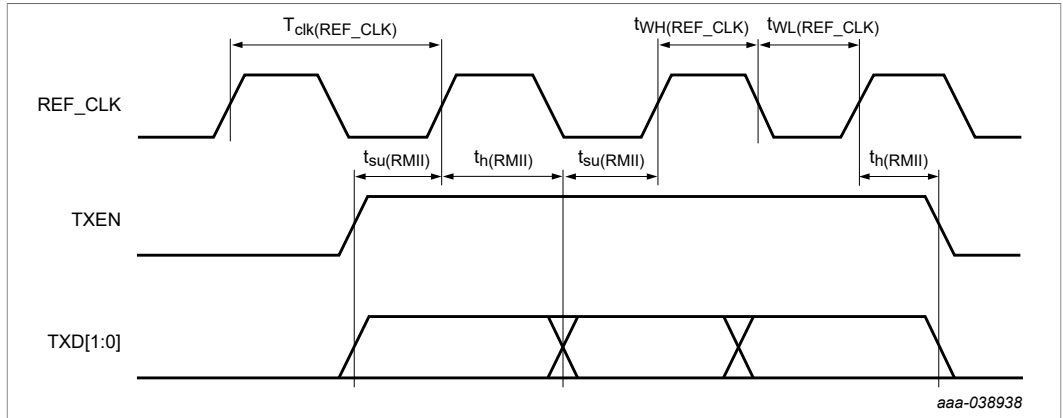 Tclk(REF_CLK) tWH(REF_CLK) tWL(REF_CLK)
REF_CLK
tsu(RMII) th(RMII) tsu(RMII) th(RMII)
TXEN
TXD[1:0]
aaa-038938